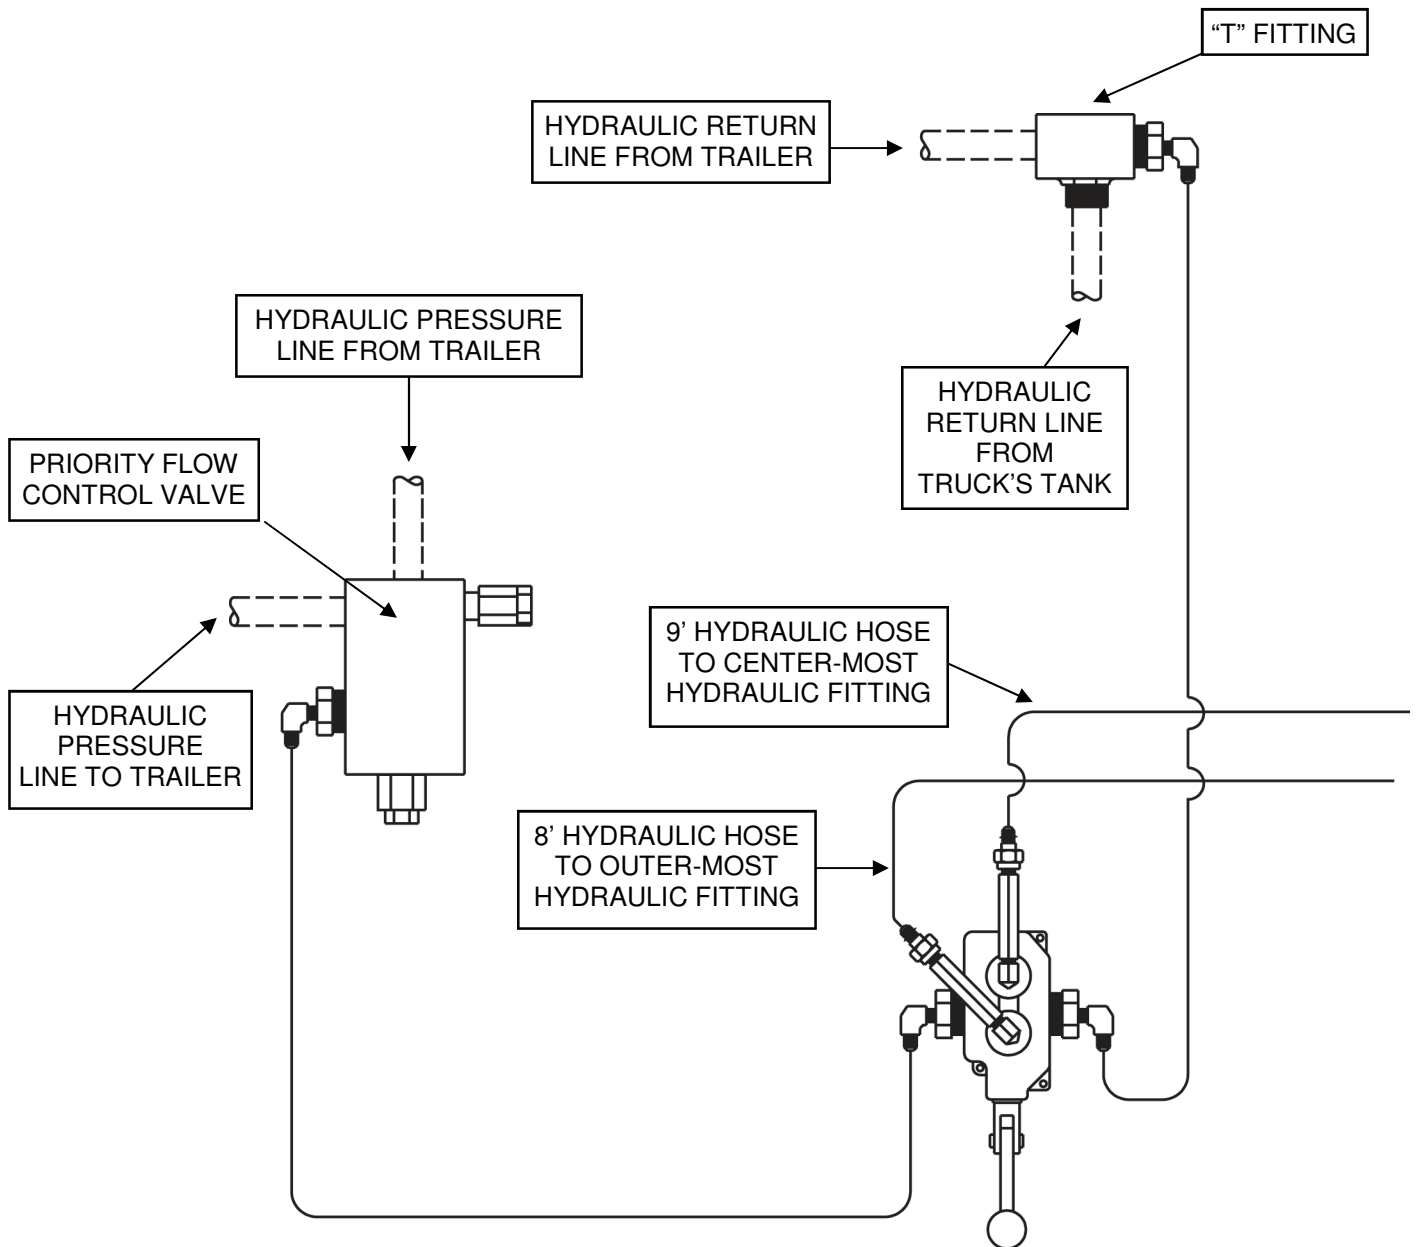 “T” FITTING
HYDRAULIC RETURN
LINE FROM TRAILER
HYDRAULIC PRESSURE
LINE FROM TRAILER
HYDRAULIC
RETURN LINE
FROM
TRUCK’S TANK
PRIORITY FLOW
CONTROL VALVE
9’ HYDRAULIC HOSE
TO CENTER-MOST
HYDRAULIC FITTING
HYDRAULIC
PRESSURE
LINE TO TRAILER
8’ HYDRAULIC HOSE
TO OUTER-MOST
HYDRAULIC FITTING